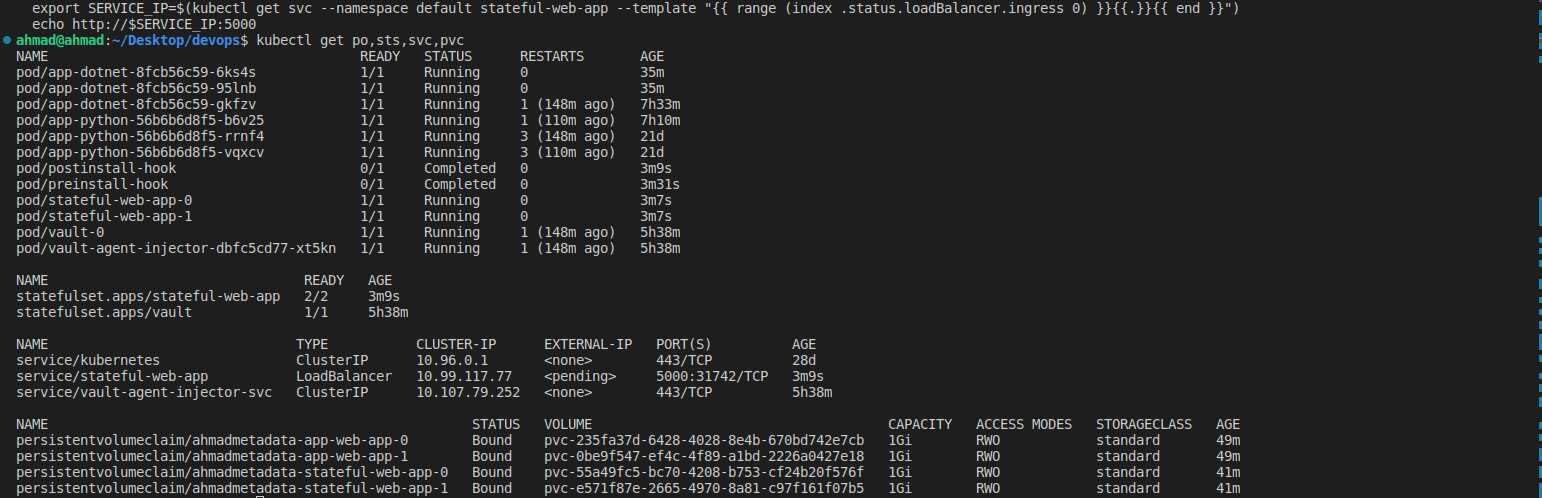 export SERVICE_IP=$(kubectl get svc --namespace default stateful-web-app --template "{{ range (index .status.loadBalancer.ingress 0) }}{{.}}{{ end }}")
echo http://$SERVICE_IP:5000
ahmad@ahmad:~/Desktop/devops$ kubectl get po,sts,svc,pvc
NAME READY STATUS RESTARTS AGE
pod/app-dotnet-8fcb56c59-6ks4s 1/1 Running 0 35m
pod/app-dotnet-8fcb56c59-95lnb 1/1 Running 0 35m
pod/app-dotnet-8fcb56c59-gkfzv 1/1 Running 1 (148m ago) 7h33m
pod/app-python-56b6b6d8f5-b6v25 1/1 Running 1 (110m ago) 7h10m
pod/app-python-56b6b6d8f5-rrnf4 1/1 Running 3 (148m ago) 21d
pod/app-python-56b6b6d8f5-vqxcv 1/1 Running 3 (110m ago) 21d
pod/postinstall-hook 0/1 Completed 0 3m9s
pod/preinstall-hook 0/1 Completed 0 3m31s
pod/stateful-web-app-0 1/1 Running 0 3m7s
pod/stateful-web-app-1 1/1 Running 0 3m7s
pod/vault-0 1/1 Running 1 (148m ago) 5h38m
pod/vault-agent-injector-dbfc5cd77-xt5kn 1/1 Running 1 (148m ago) 5h38m
NAME READY AGE
statefulset.apps/stateful-web-app 2/2 3m9s
statefulset.apps/vault 1/1 5h38m
NAME TYPE CLUSTER-IP EXTERNAL-IP PORT(S) AGE
service/kubernetes ClusterIP 10.96.0.1 <none> 443/TCP 28d
service/stateful-web-app LoadBalancer 10.99.117.77 <pending> 5000:31742/TCP 3m9s
service/vault-agent-injector-svc ClusterIP 10.107.79.252 <none> 443/TCP 5h38m
NAME STATUS VOLUME CAPACITY ACCESS MODES STORAGECLASS AGE
persistentvolumeclaim/ahmadmetadata-app-web-app-0 Bound pvc-235fa37d-6428-4028-8e4b-670bd742e7cb 1Gi RWO standard 49m
persistentvolumeclaim/ahmadmetadata-app-web-app-1 Bound pvc-0be9f547-ef4c-4f89-a1bd-2226a0427e18 1Gi RWO standard 49m
persistentvolumeclaim/ahmadmetadata-stateful-web-app-0 Bound pvc-55a49fc5-bc70-4208-b753-cf24b20f576f 1Gi RWO standard 41m
persistentvolumeclaim/ahmadmetadata-stateful-web-app-1 Bound pvc-e571f87e-2665-4970-8a81-c97f161f07b5 1Gi RWO standard 41m